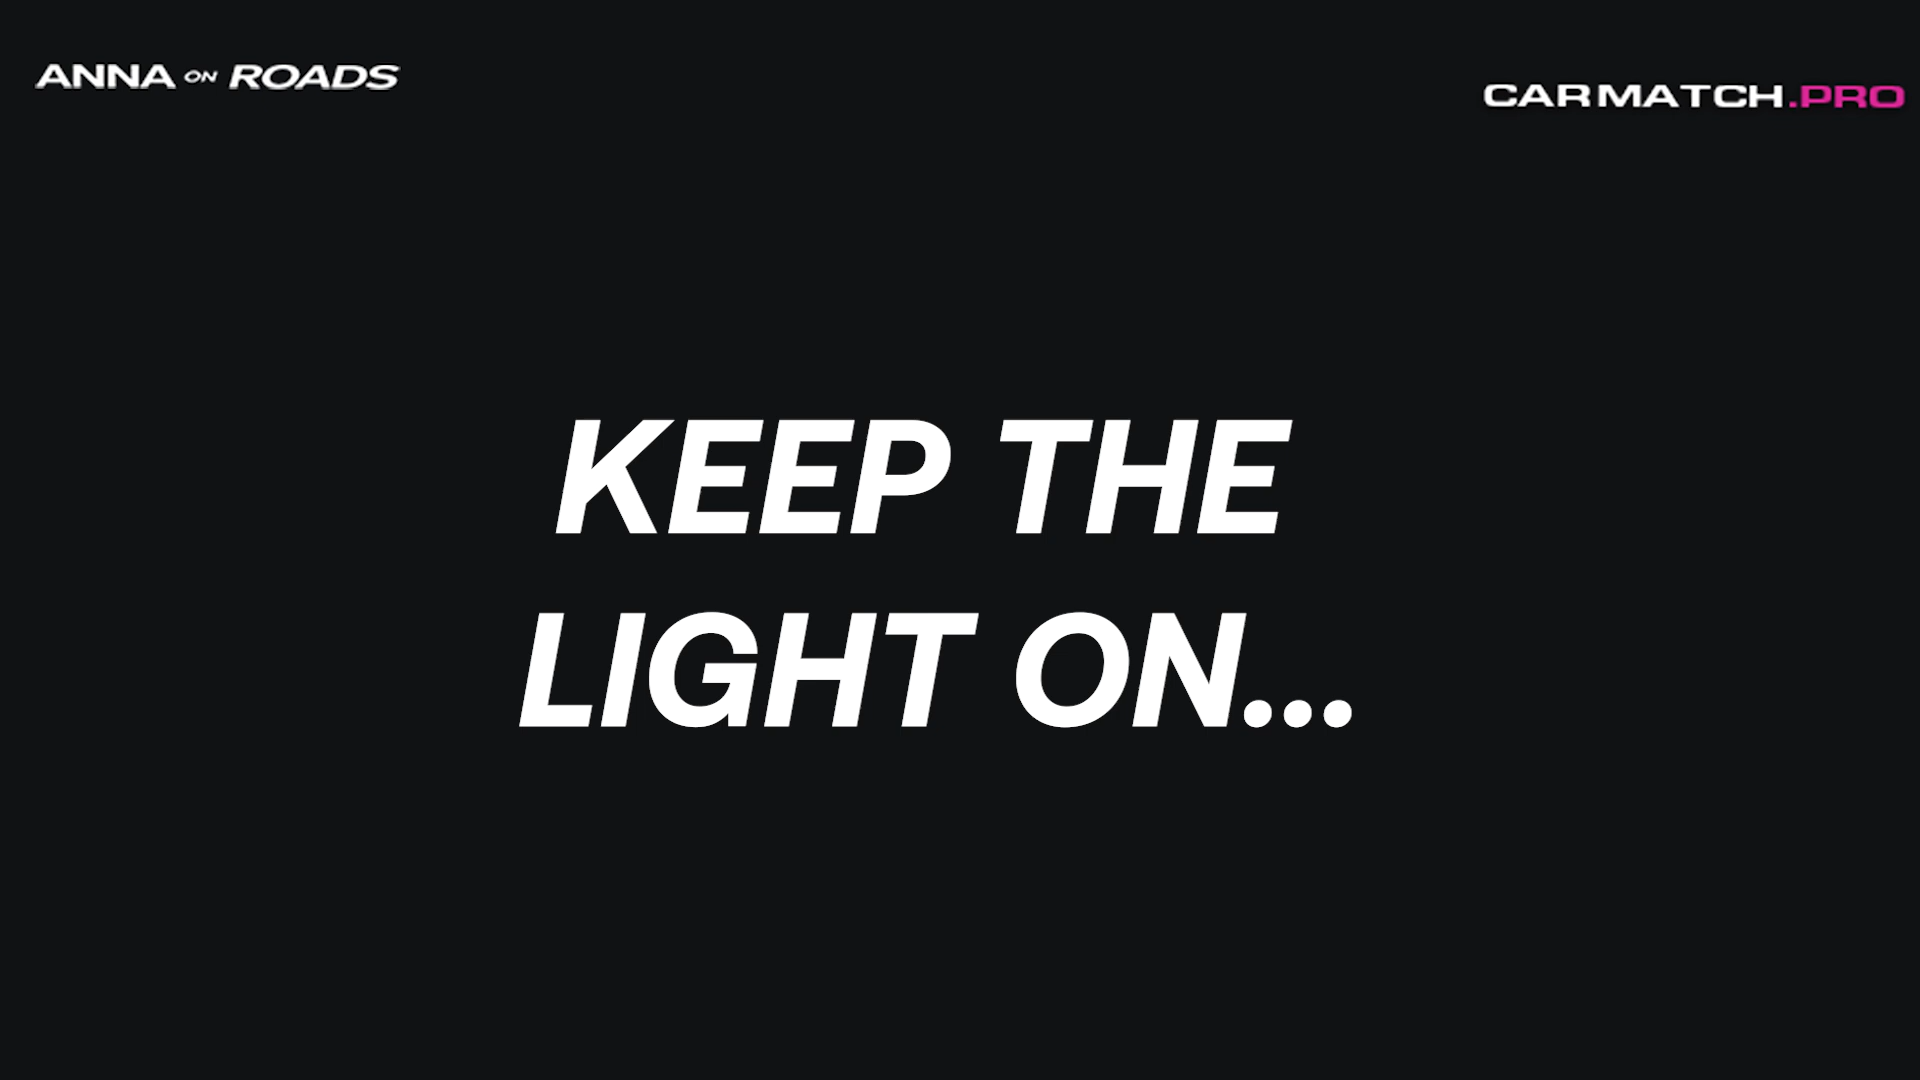 ANNA ON ROADS
CARMATCH.PRO
KEEP THE
LIGHT ON...